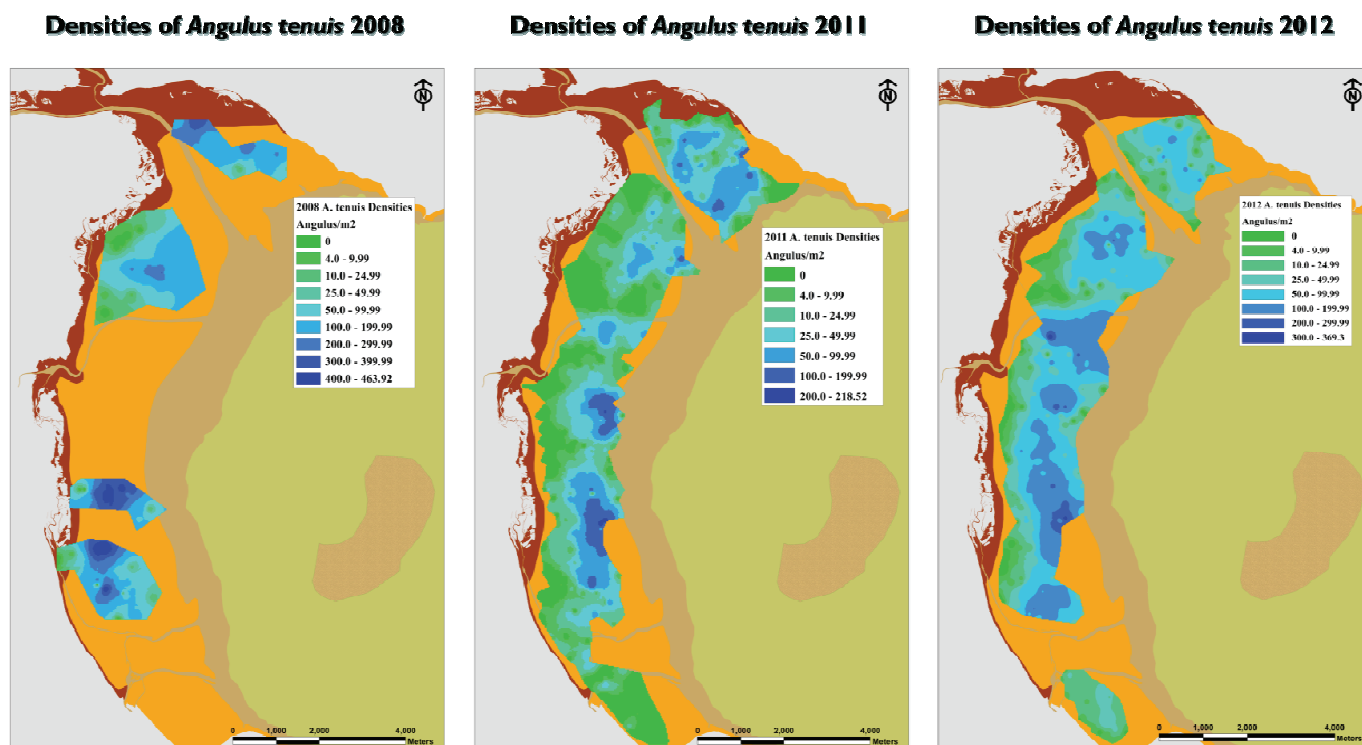 Densities of Angulus tenuis 2008
N
2008 A. tenuis Densities
Angulus/m2
0
4.0 - 9.99
10.0 - 24.99
25.0 - 49.99
50.0 - 99.99
100.0 - 199.99
200.0 - 299.99
300.0 - 399.99
400.0 - 463.92
0 1,000 2,000 4,000
Meters
Densities of Angulus tenuis 2011
N
2011 A. tenuis Densities
Angulus/m2
0
4.0 - 9.99
10.0 - 24.99
25.0 - 49.99
50.0 - 99.99
100.0 - 199.99
200.0 - 218.52
0 1,000 2,000 4,000
Meters
Densities of Angulus tenuis 2012
N
2012 A. tenuis Densities
Angulus/m2
0
4.0 - 9.99
10.0 - 24.99
25.0 - 49.99
50.0 - 99.99
100.0 - 199.99
200.0 - 299.99
300.0 - 369.3
0 1,000 2,000 4,000
Meters